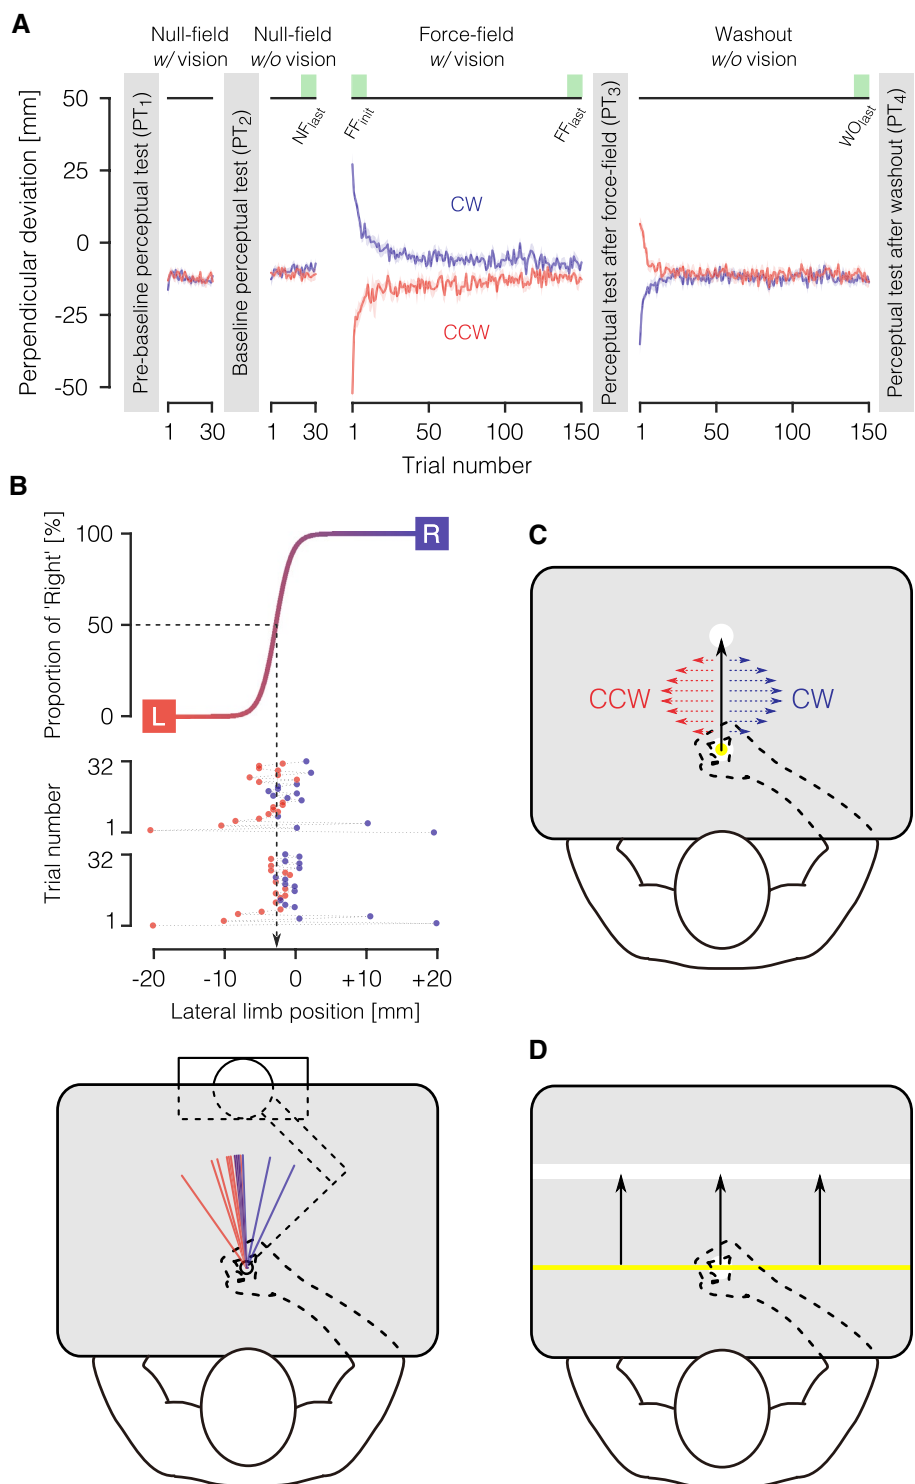 A
Null-field
w/ vision
Null-field
w/o vision
Force-field
w/ vision
Washout
w/o vision
Perpendicular deviation [mm]
50
25
0
-25
-50
Pre-baseline perceptual test (PT1)
Baseline perceptual test (PT2)
NFlast
FFinit
FFlast
Perceptual test after force-field (PT3)
WOlast
Perceptual test after washout (PT4)
CW
CCW
1 30
1 30
1 50 100 150
1 50 100 150
Trial number
B
Proportion of 'Right' [%]
100
50
0
L
R
Trial number
32
1
32
1
-20 -10 0 +10 +20
Lateral limb position [mm]
C
CCW
CW
D